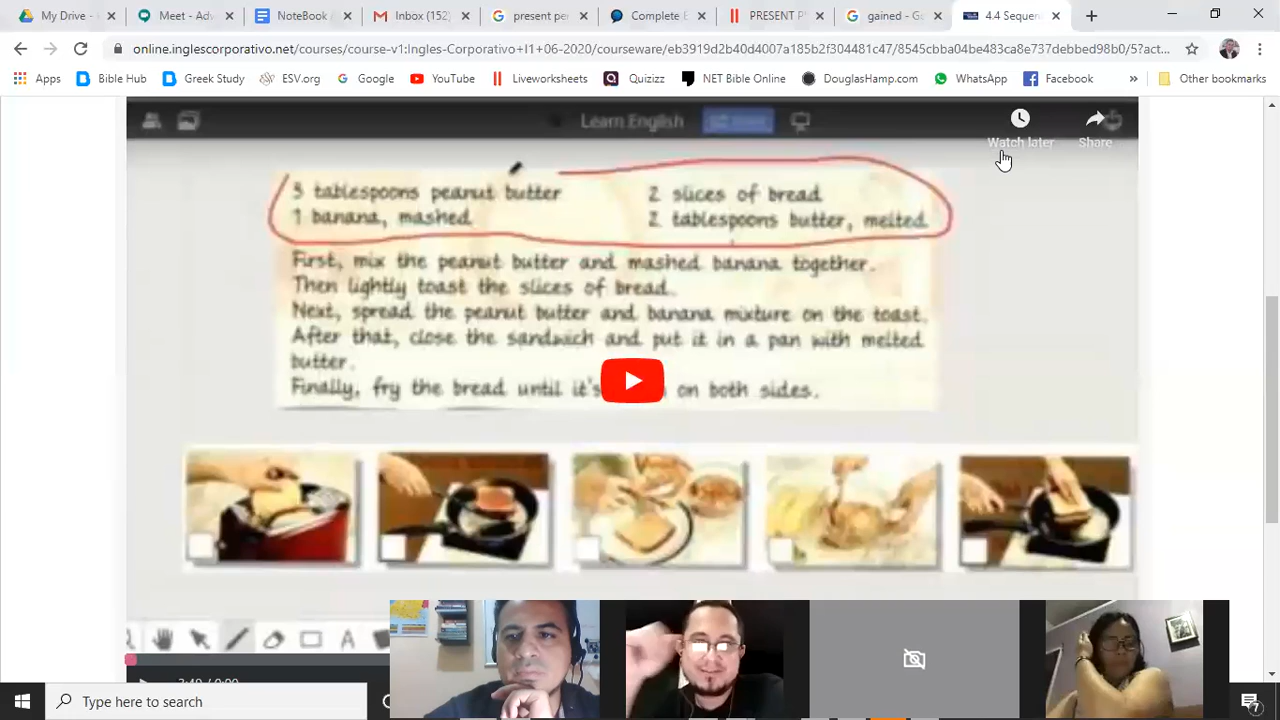 My Drive -
Meet - Adv
NoteBook /
Inbox (152)
present per
Complete E
PRESENT P
gained - Go
4.4 Sequen
online.inglescorporativo.net/courses/course-v1:Ingles-Corporativo+I1+06-2020/courseware/eb3919d2b40d4007a185b2f304481c47/8545cbba04be483ca8e737debbed98b0/5?act...
Apps
Bible Hub
Greek Study
ESV.org
Google
YouTube
Liveworksheets
Quizizz
NET Bible Online
DouglasHamp.com
WhatsApp
Facebook
»
Other bookmarks
Learn English
Watch later
Share
3 tablespoons peanut butter
2 slices of bread
1 banana, mashed
2 tablespoons butter, melted
First, mix the peanut butter and mashed banana together.
Then lightly toast the slices of bread.
Next, spread the peanut butter and banana mixture on the toast.
After that, close the sandwich and put it in a pan with melted
butter.
Finally, fry the bread until it's on both sides.
A
Type here to search
7